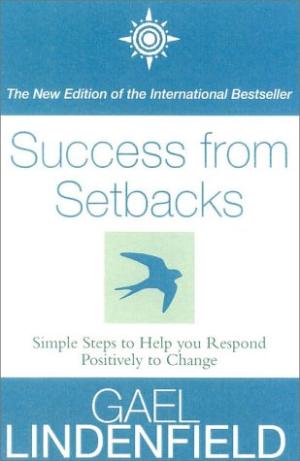 The New Edition of the International Bestseller
Success from
Setbacks
Simple Steps to Help you Respond
Positively to Change
GAEL
LINDENFIELD